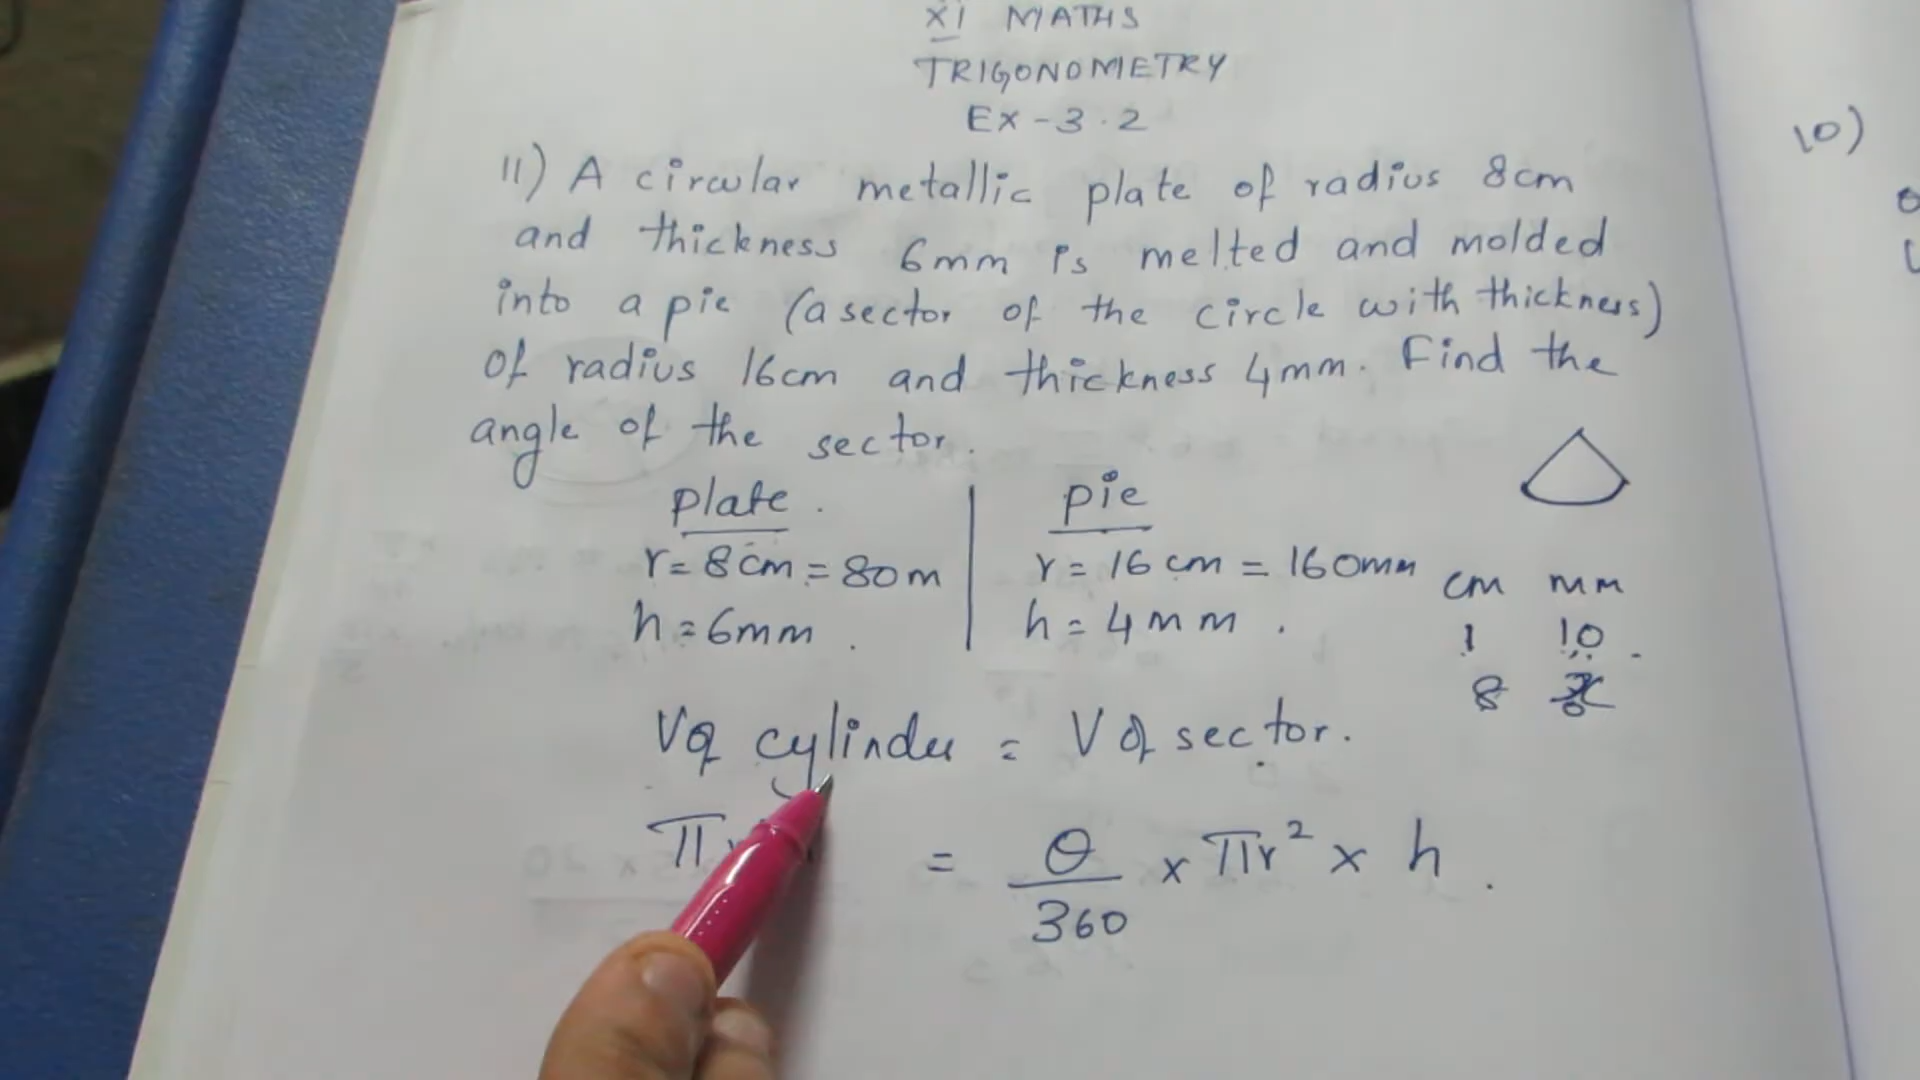 XI MATHS
TRIGONOMETRY
EX - 3.2
11) A circular metallic plate of radius 8cm
and thickness 6mm is melted and molded
into a pie (a sector of the circle with thickness)
of radius 16cm and thickness 4mm. Find the
angle of the sector.
plate.
r = 8cm = 80m
h = 6mm.
pie
r = 16cm = 160mm
h = 4mm.
cm mm
1 10
8
V of cylinder = V of sector.
π = θ/360 x πr² x h.
10)